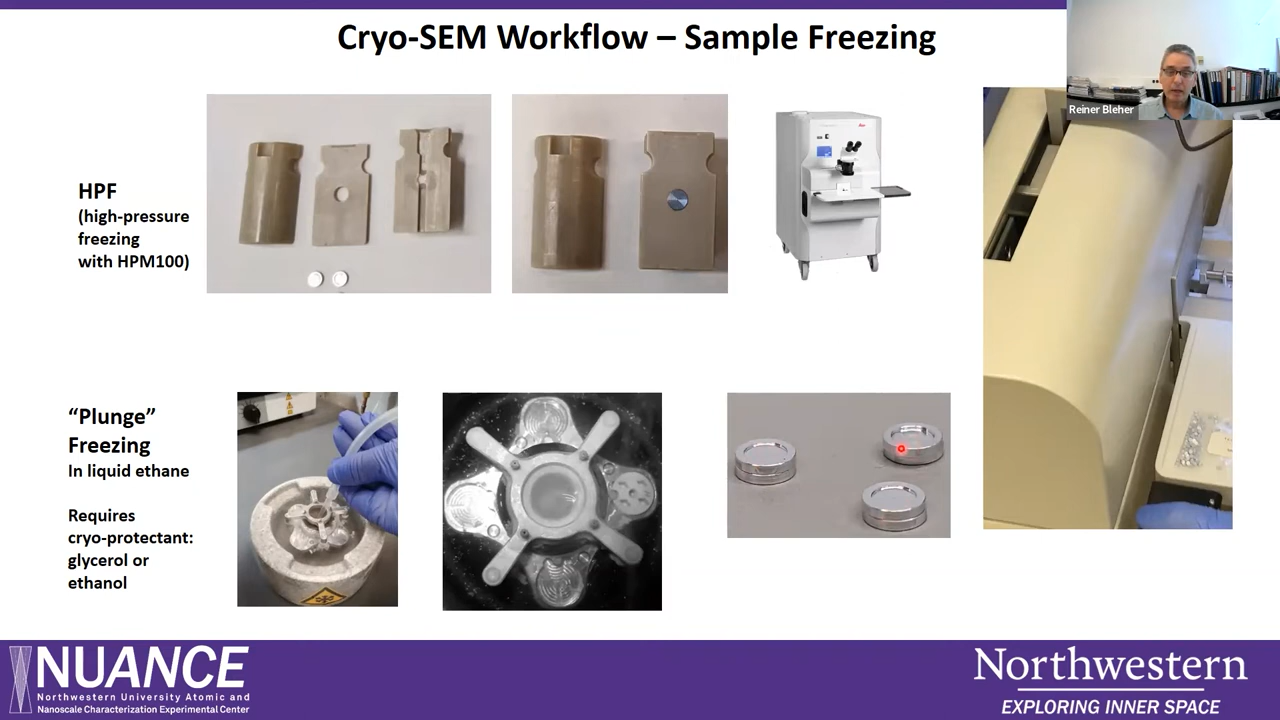 Cryo-SEM Workflow – Sample Freezing
Reiner Bleher
HPF
(high-pressure
freezing
with HPM100)
“Plunge”
Freezing
In liquid ethane
Requires
cryo-protectant:
glycerol or
ethanol
NUANCE
Northwestern University Atomic and
Nanoscale Characterization Experimental Center
Northwestern
EXPLORING INNER SPACE